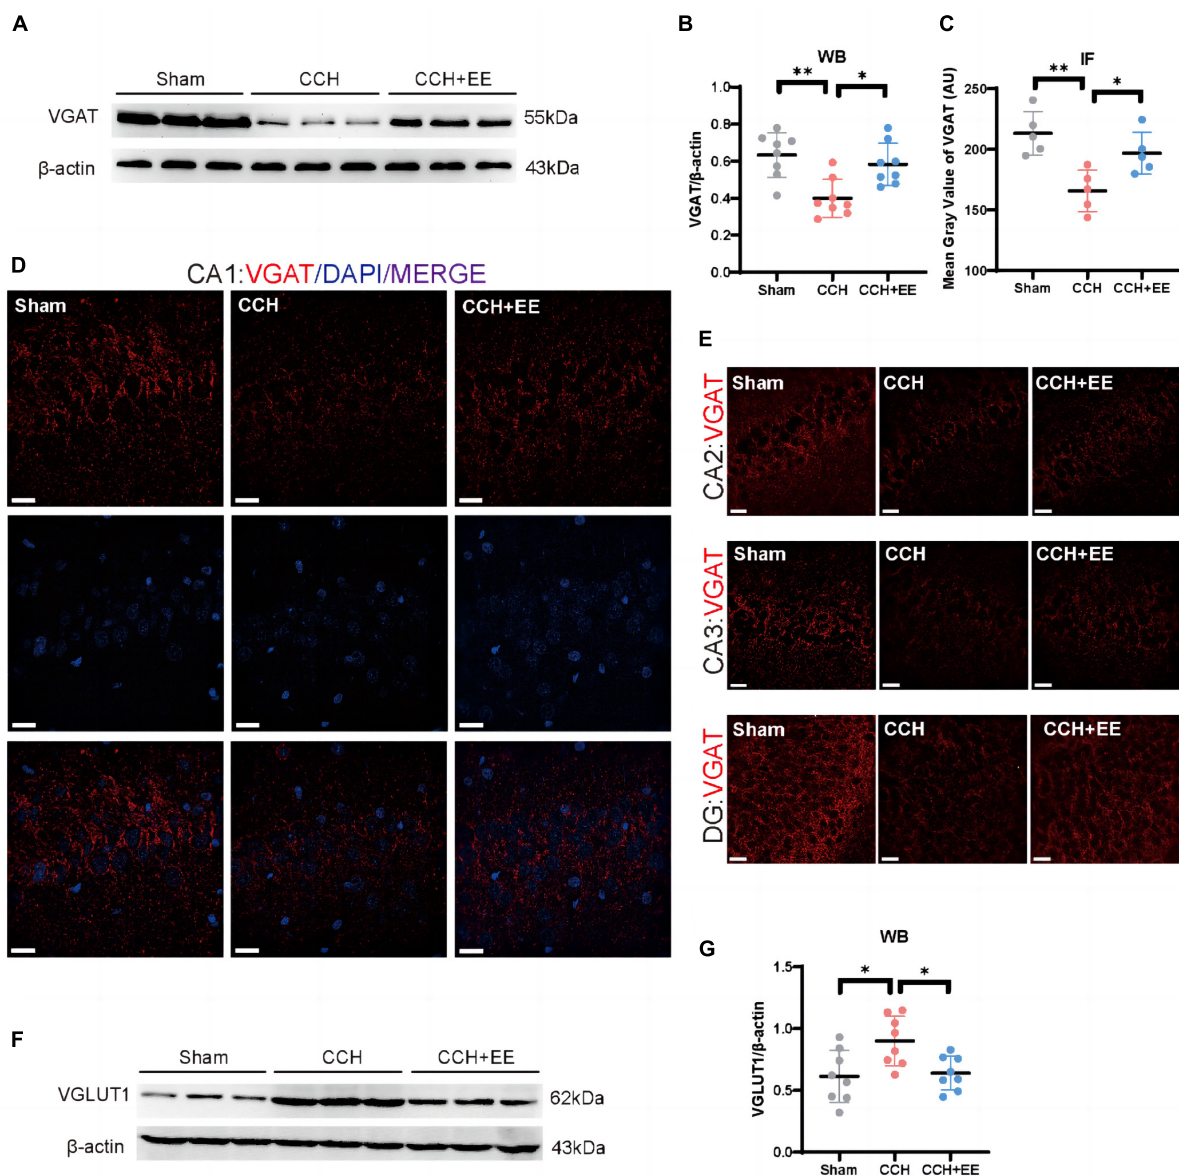 A
Sham CCH CCH+EE
VGAT 55kDa
β-actin 43kDa
B
WB
** *
VGAT/β-actin
1.0
0.8
0.6
0.4
0.2
0.0
Sham CCH CCH+EE
C
IF
** *
Mean Gray Value of VGAT (AU)
250
200
150
100
Sham CCH CCH+EE
D
CA1:VGAT/DAPI/MERGE
Sham CCH CCH+EE
E
CA2:VGAT
Sham CCH CCH+EE
CA3:VGAT
Sham CCH CCH+EE
DG:VGAT
Sham CCH CCH+EE
F
Sham CCH CCH+EE
VGLUT1 62kDa
β-actin 43kDa
G
WB
* *
VGLUT1/β-actin
1.5
1.0
0.5
0.0
Sham CCH CCH+EE